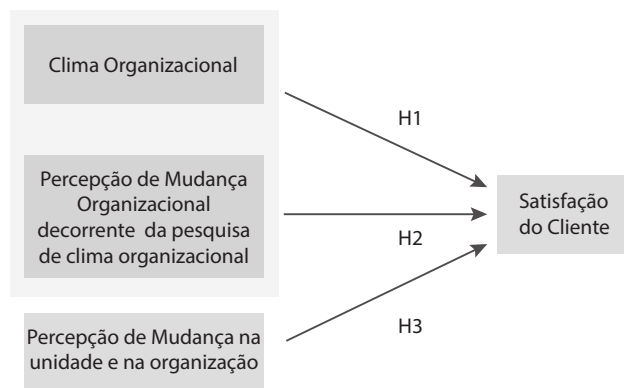 Clima Organizacional
H1
Percepção de Mudança
Organizacional
decorrente da pesquisa
de clima organizacional
H2
Satisfação
do Cliente
H3
Percepção de Mudança na
unidade e na organização